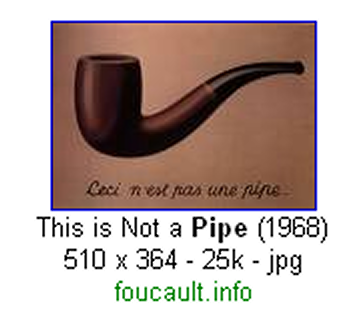 Ceci n'est pas une pipe.
This is Not a Pipe (1968)
510 x 364 - 25k - jpg
foucault.info